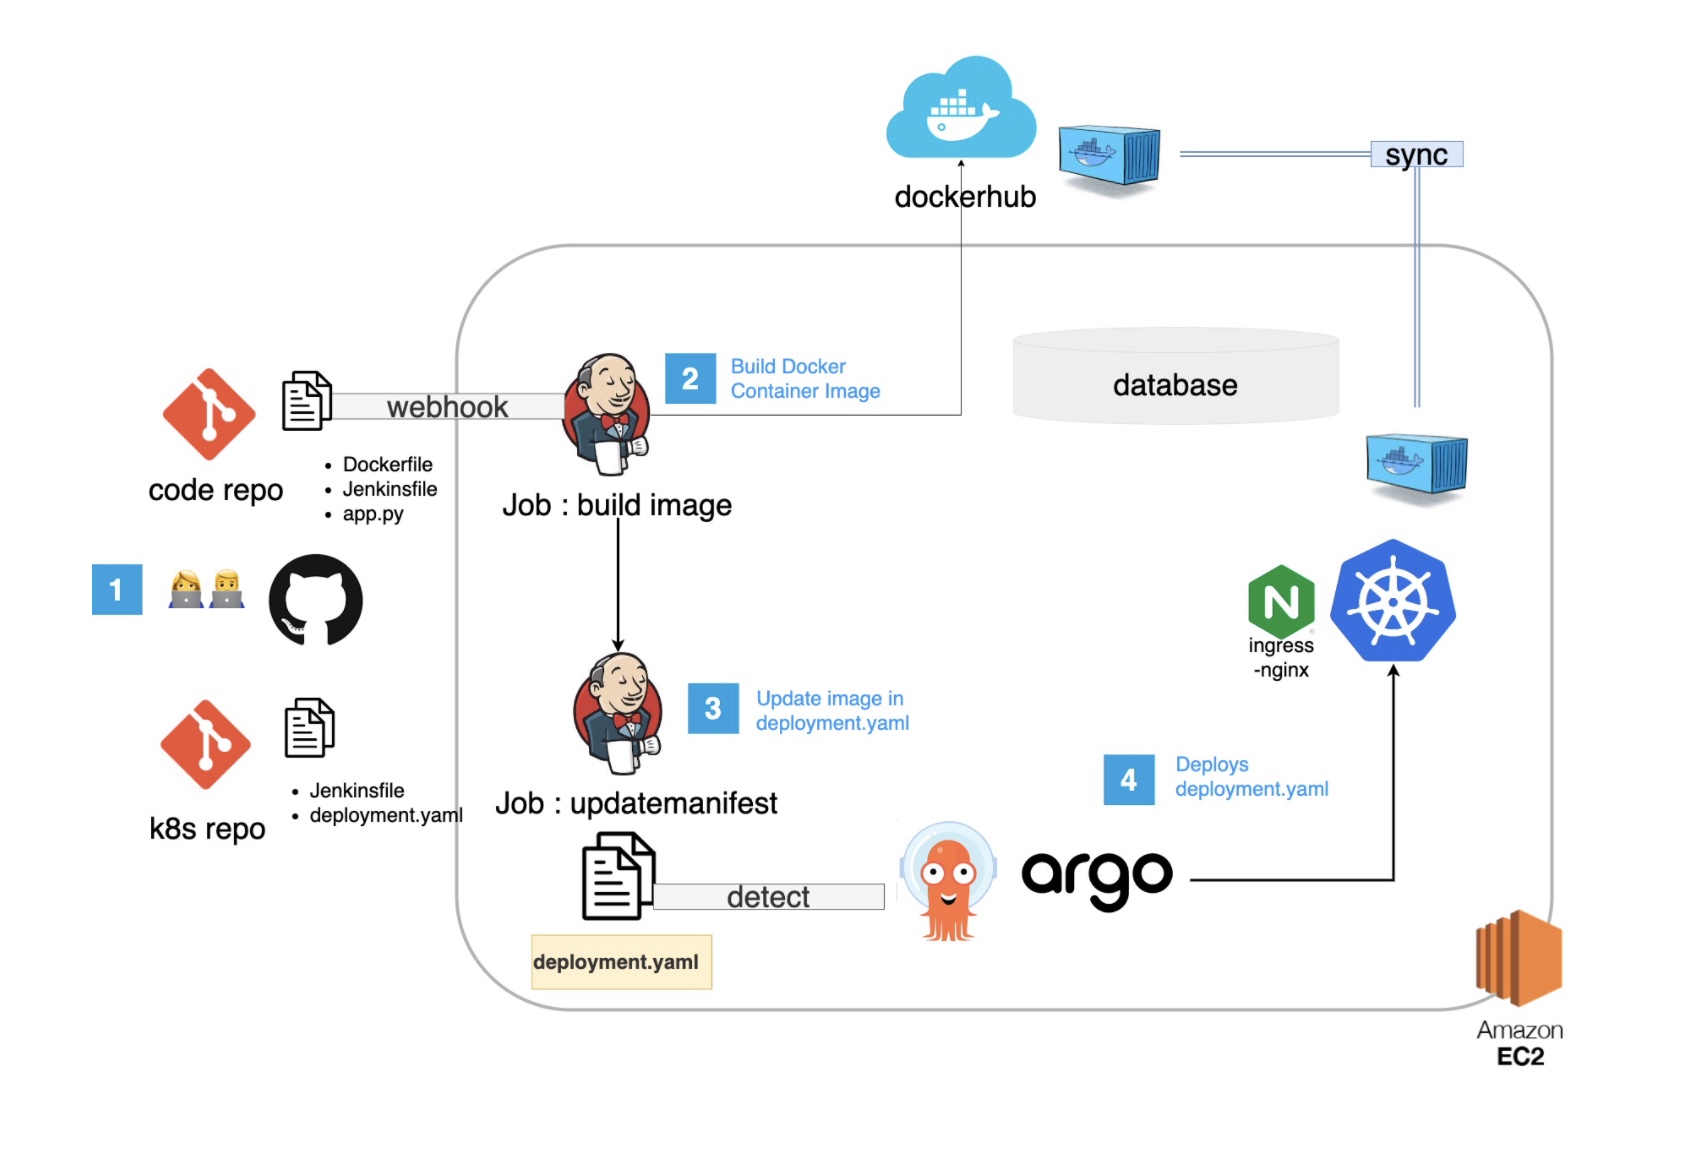 dockerhub
sync
database
2
Build Docker
Container Image
webhook
code repo
Dockerfile
Jenkinsfile
app.py
Job : build image
1
N
ingress
-nginx
3
Update image in
deployment.yaml
k8s repo
Jenkinsfile
deployment.yaml
Job : updatemanifest
4
Deploys
deployment.yaml
detect
argo
deployment.yaml
Amazon
EC2